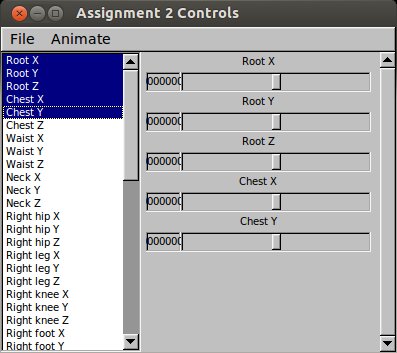 Assignment 2 Controls
File Animate
Root X
Root Y
Root Z
Chest X
Chest Y
Chest Z
Waist X
Waist Y
Waist Z
Neck X
Neck Y
Neck Z
Right hip X
Right hip Y
Right hip Z
Right leg X
Right leg Y
Right leg Z
Right knee X
Right knee Y
Right knee Z
Right foot X
Right foot Y
Root X
000000
Root Y
000000
Root Z
000000
Chest X
000000
Chest Y
000000